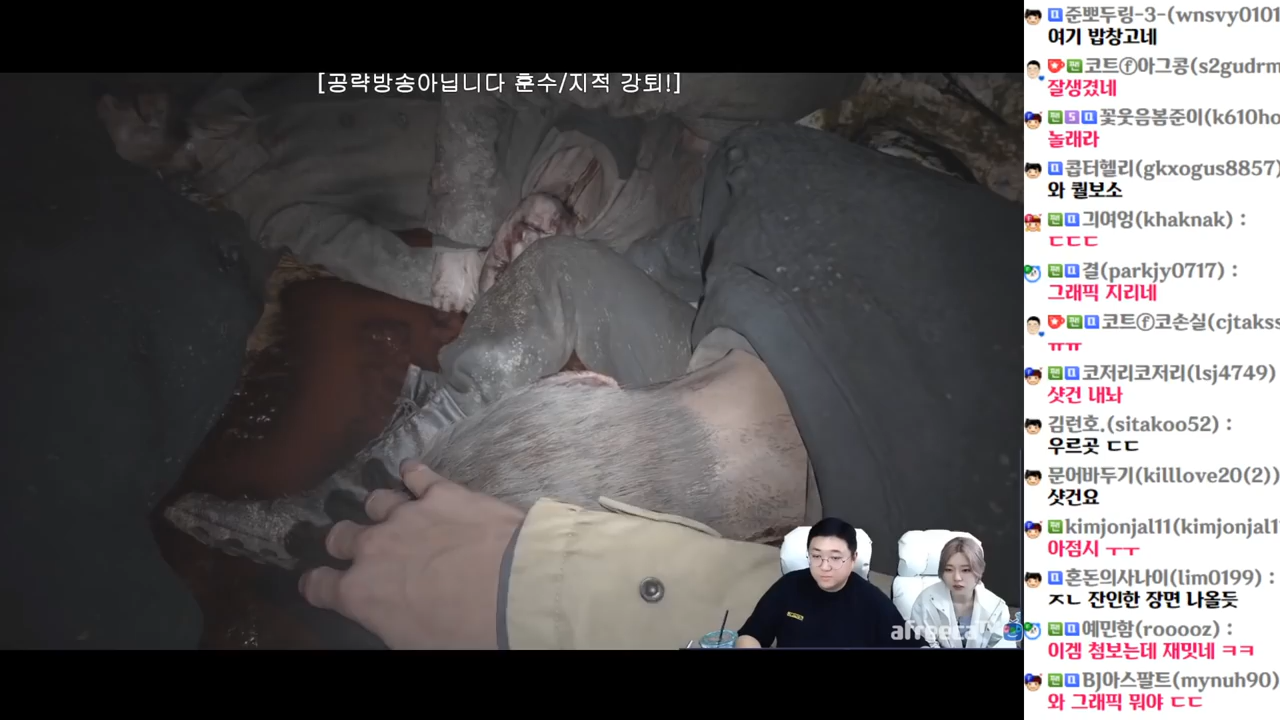 [공략방송아닙니다 훈수/지적 강퇴!]
준뽀두링-3-(wnsvy0101
여기 밥창고네
코트ⓕ아그콩(s2gudrm
잘생겼네
꽃웃음봄준이(k610ho
놀래라
콥터헬리(gkxogus8857)
와 퀄보소
긔여엉(khaknak) :
ㄷㄷㄷ
결(parkjy0717) :
그래픽 지리네
코트ⓕ코손실(cjtakss
ㅠㅠ
코저리코저리(lsj4749)
샷건 내놔
김런호.(sitakoo52) :
우르곳 ㄷㄷ
문어바두기(killlove20(2))
샷건요
kimjonjal11(kimjonjal1
아점시 ㅜㅜ
혼돈의사나이(lim0199) :
ㅈㄴ 잔인한 장면 나올듯
예민함(rooooz) :
이겜 첨보는데 재밋네 ㅋㅋ
BJ아스팔트(mynuh90)
와 그래픽 뭐야 ㄷㄷ
afreeca